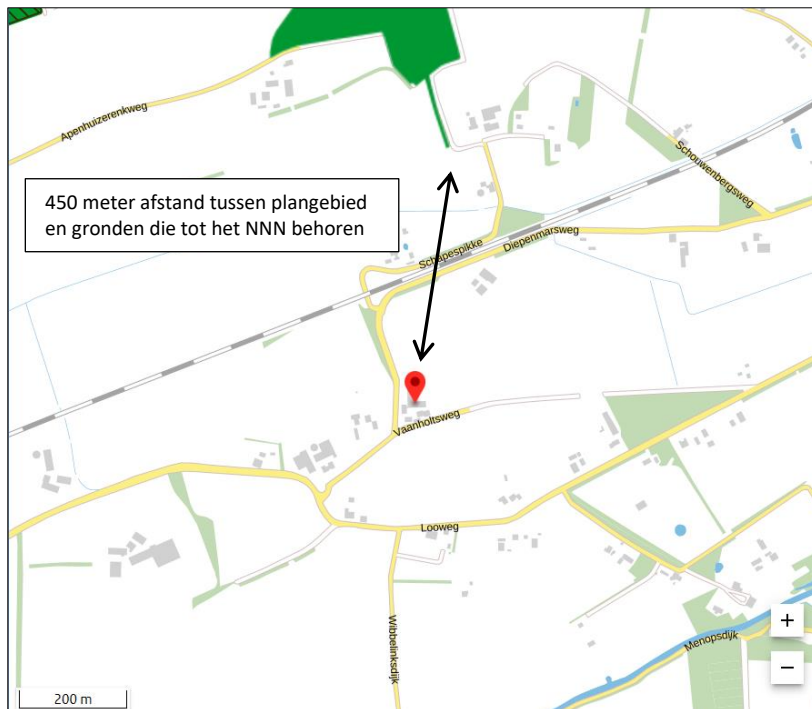 Apenhuizerenkweg
Schouwenbergsweg
450 meter afstand tussen plangebied
en gronden die tot het NNN behoren
Schapespikke
Diepenmarsweg
Vaanholtsweg
Looweg
Wibbelinksdijk
Menopsdijk
+
−
200 m